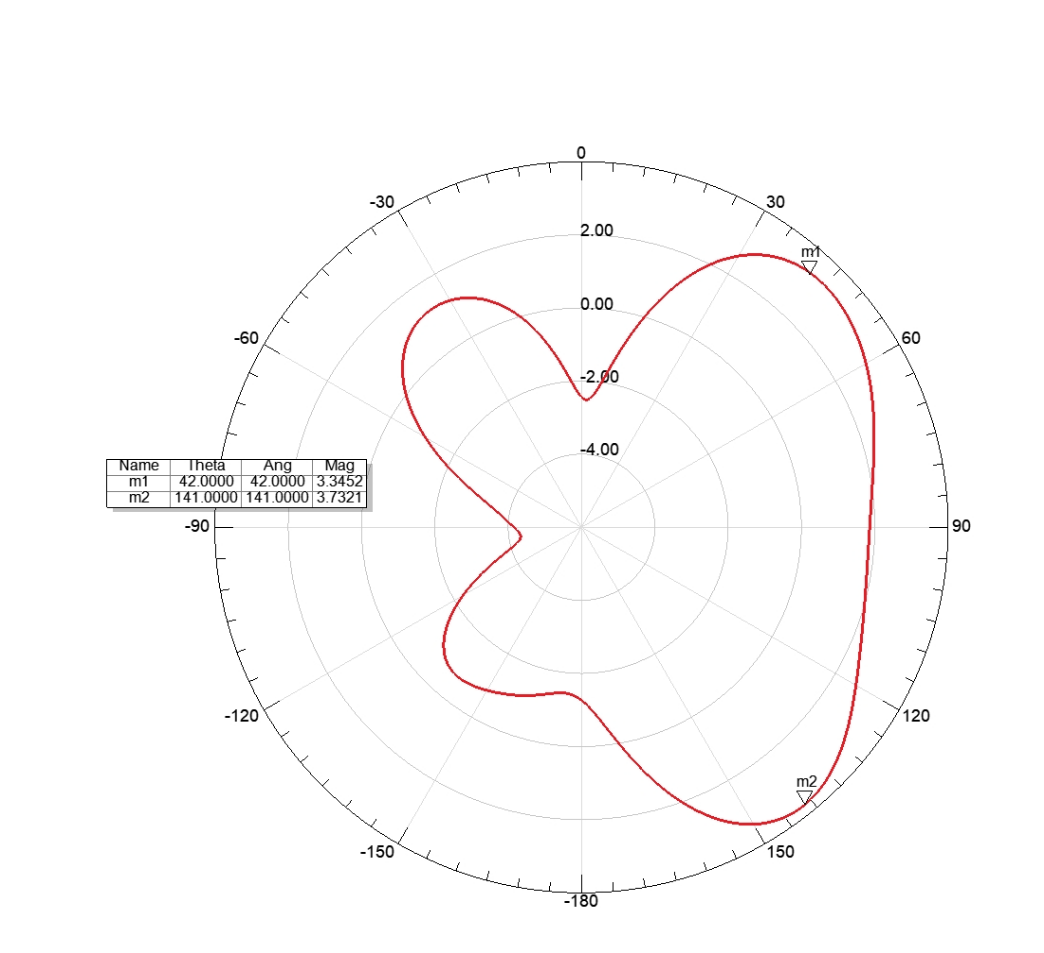 0
-30 30
2.00
m1
0.00
-60 60
-2.00
-4.00
Name Theta Ang Mag
m1 42.0000 42.0000 3.3452
m2 141.0000 141.0000 3.7321
-90 90
-120 120
m2
-150 150
-180